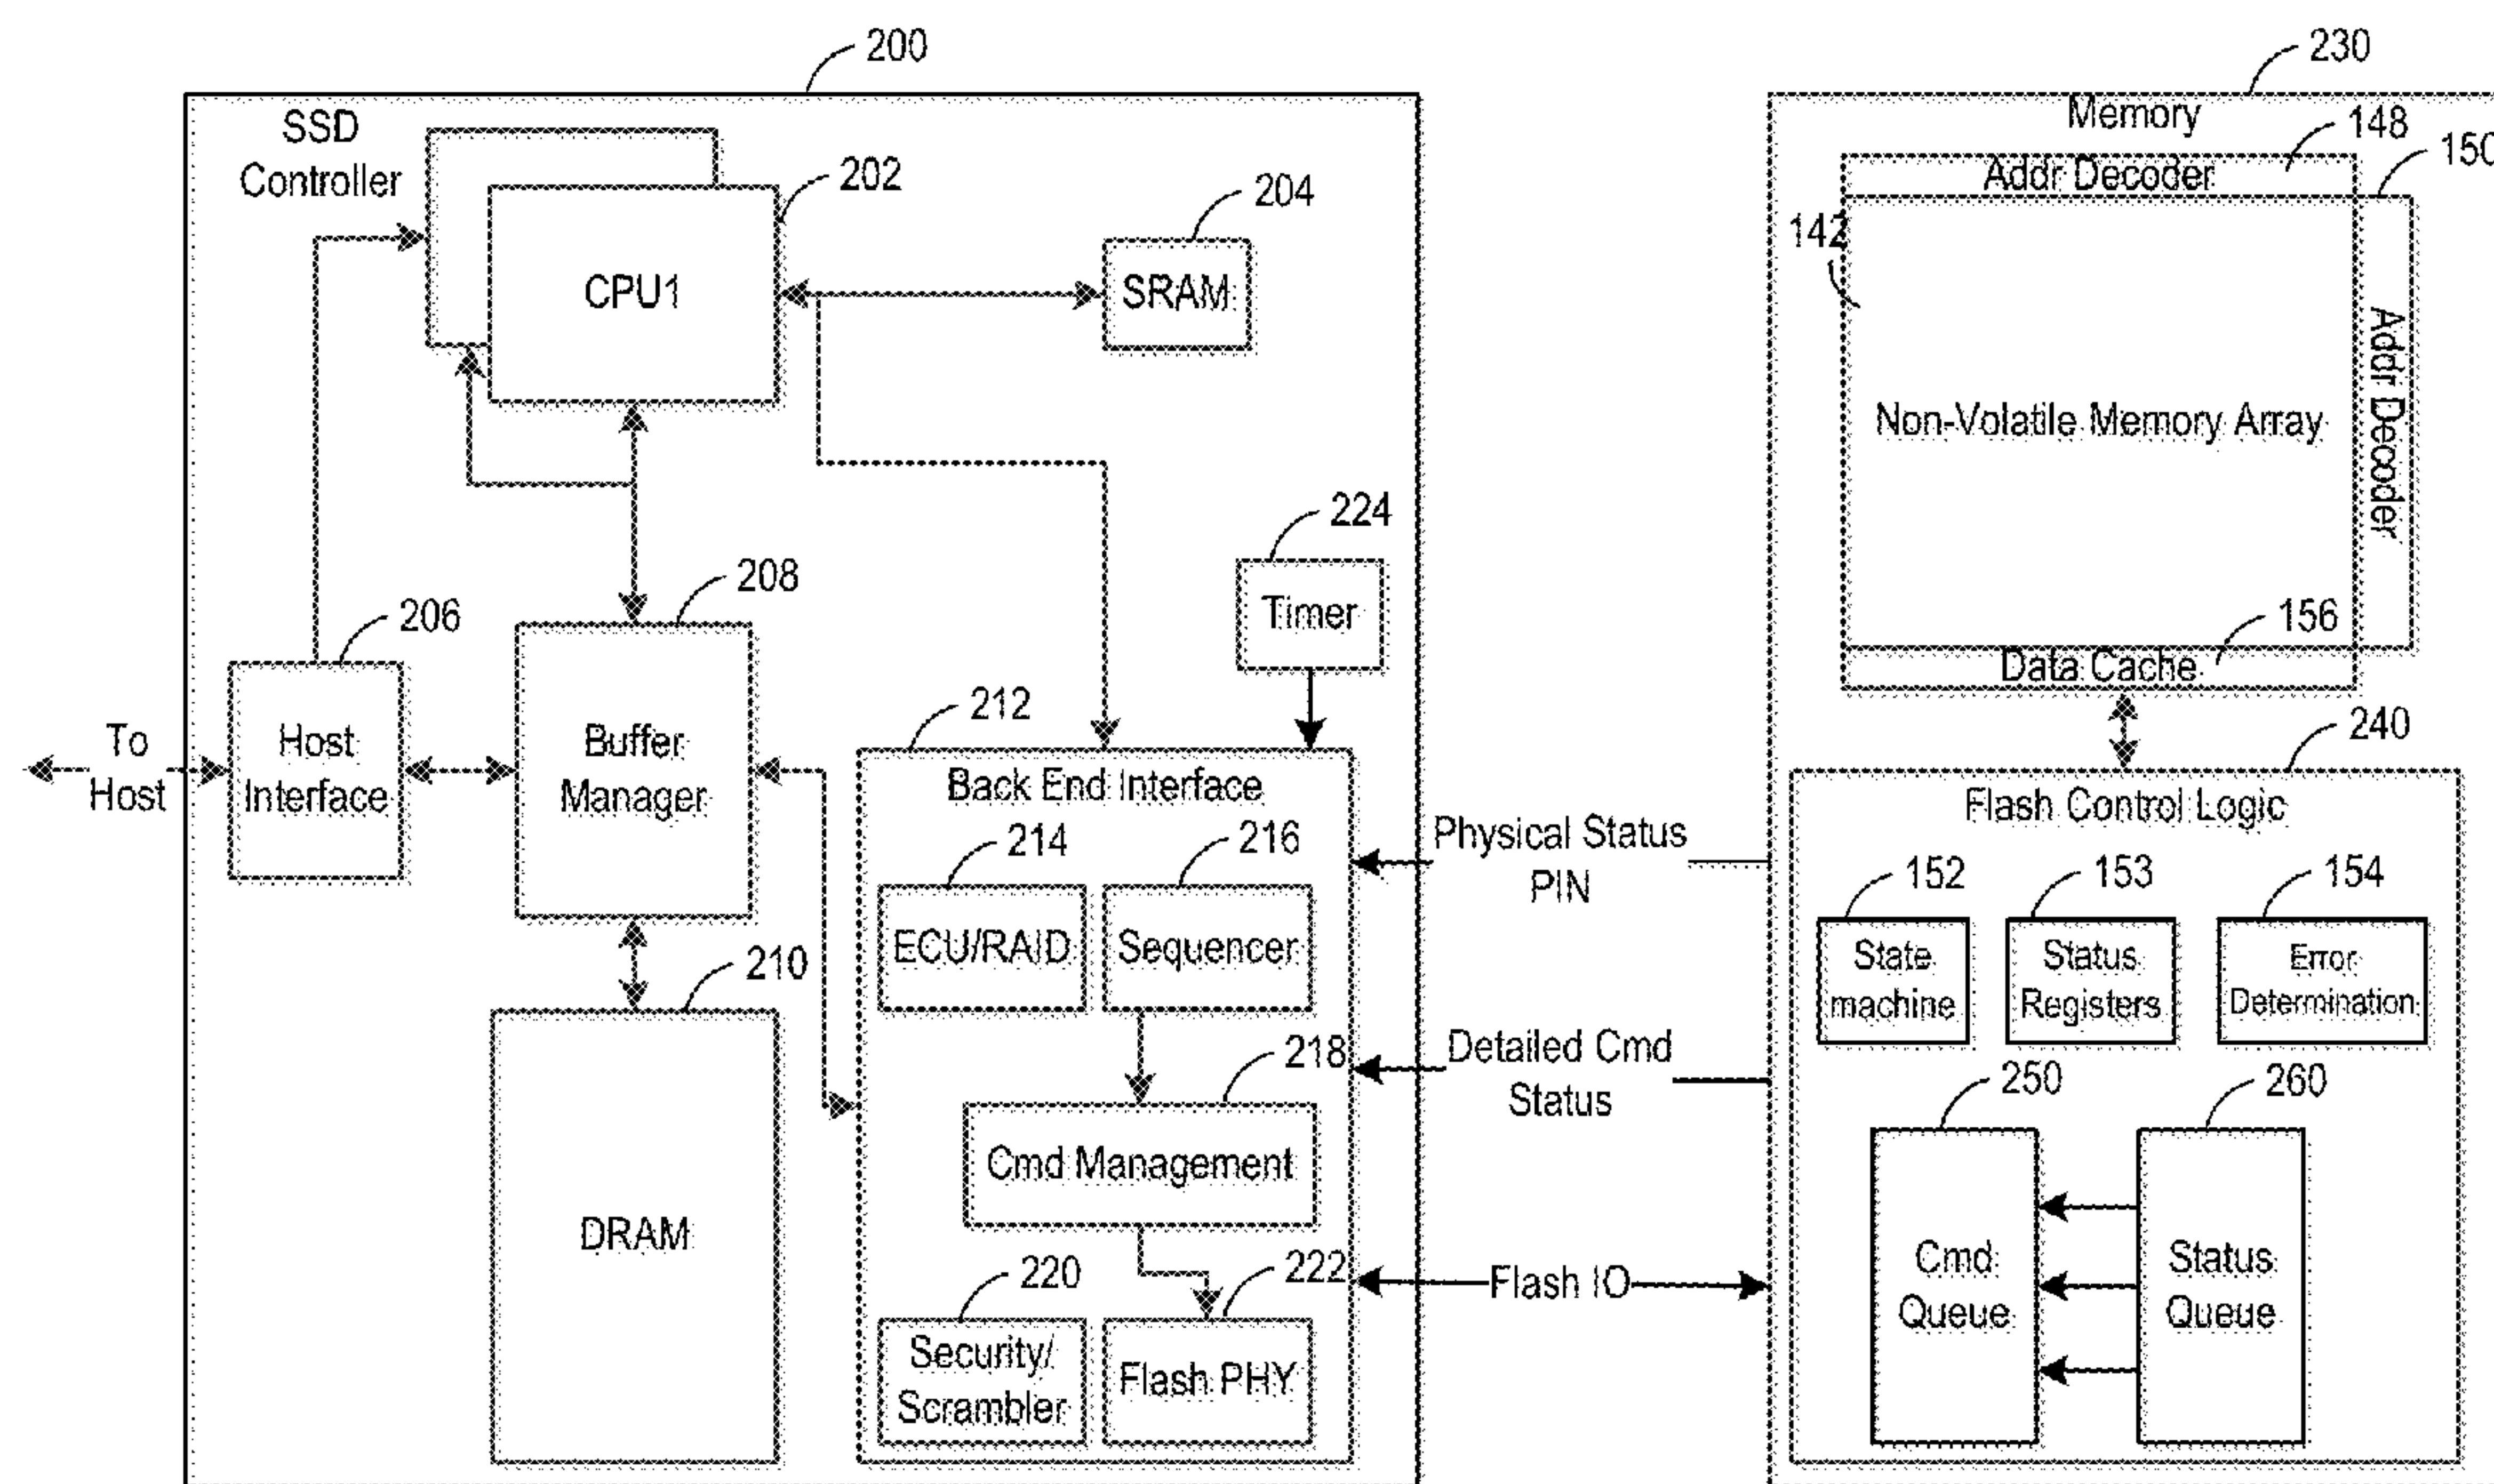 200
230
SSD
Controller
Memory
148
150
Addr Decoder
202
204
142
CPU1
SRAM
Non-Volatile Memory Array
Addr Decoder
224
Timer
208
206
156
Data Cache
212
240
To
Host
Host
Interface
Buffer
Manager
Back End Interface
Flash Control Logic
214
216
Physical Status
PIN
152
153
154
ECU/RAID
Sequencer
State
machine
Status
Registers
Error
Determination
210
218
Detailed Cmd
Status
250
260
Cmd Management
DRAM
220
222
Flash IO
Cmd
Queue
Status
Queue
Security/
Scrambler
Flash PHY